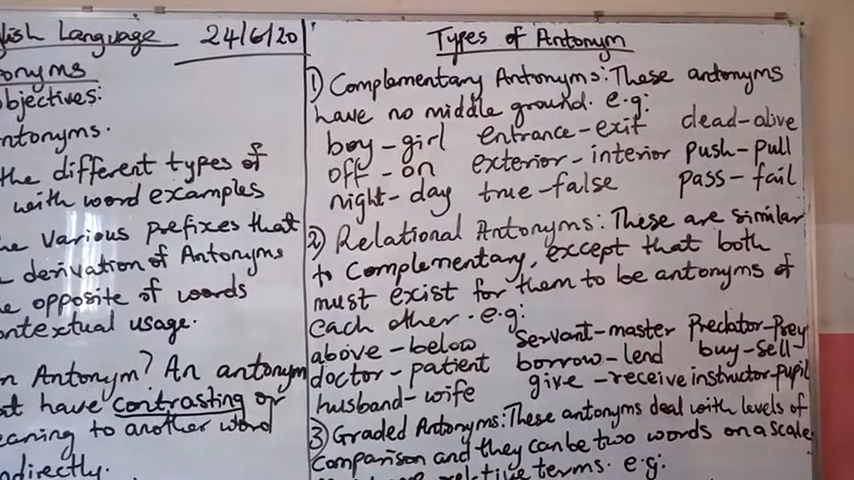 lish Language 24/6/20
onyms
bjectives:
ntonyms.
the different types of
with word examples
he various prefixes that
derivation of Antonyms
e opposite of words
ontextual usage.
n Antonym? An antonym
at have contrasting or
eaning to another word
ndirectly.
Types of Antonym
1) Complementary Antonyms: These antonyms
have no middle ground. e.g:
boy-girl entrance-exit dead-alive
off-on exterior-interior push-pull
night-day true-false pass-fail
2) Relational Antonyms: These are similar
to Complementary, except that both
must exist for them to be antonyms of
each other. e.g:
above-below servant-master Predator-Prey
doctor-patient borrow-lend buy-sell-
husband-wife give-receive instructor-pupil
3) Graded Antonyms: These antonyms deal with levels of
comparison and they can be two words on a scale.
relative terms. e.g: